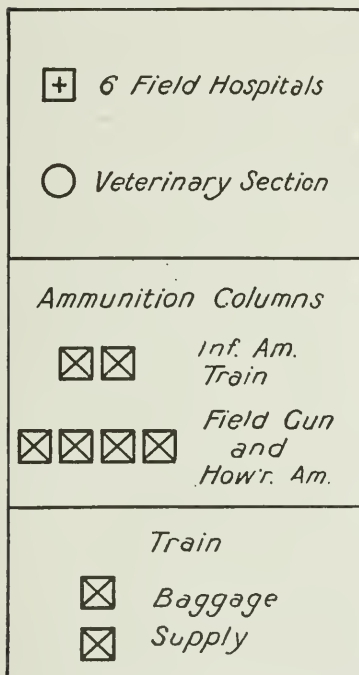 6 Field Hospitals
Veterinary Section
Ammunition Columns
Inf. Am.
Train
Field Gun
and
How'r. Am.
Train
Baggage
Supply